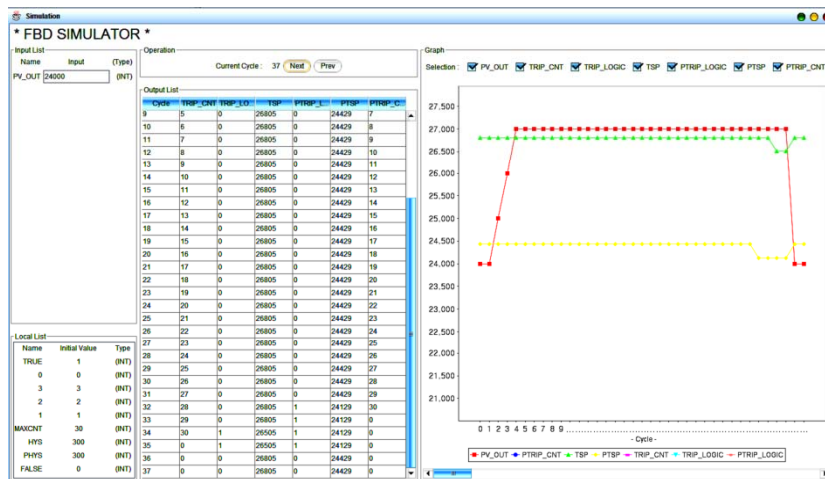 Simulation
* FBD SIMULATOR *
Input List
Name Input (Type)
PV_OUT 24000 (INT)
Operation
Current Cycle : 37 Next Prev
Output List
Cycle TRIP_CNT TRIP_LO... TSP PTRIP_L... PTSP PTRIP_C...
9 5 0 26805 0 24429 7
10 6 0 26805 0 24429 8
11 7 0 26805 0 24429 9
12 8 0 26805 0 24429 10
13 9 0 26805 0 24429 11
14 10 0 26805 0 24429 12
15 11 0 26805 0 24429 13
16 12 0 26805 0 24429 14
17 13 0 26805 0 24429 15
18 14 0 26805 0 24429 16
19 15 0 26805 0 24429 17
20 16 0 26805 0 24429 18
21 17 0 26805 0 24429 19
22 18 0 26805 0 24429 20
23 19 0 26805 0 24429 21
24 20 0 26805 0 24429 22
25 21 0 26805 0 24429 23
26 22 0 26805 0 24429 24
27 23 0 26805 0 24429 25
28 24 0 26805 0 24429 26
29 25 0 26805 0 24429 27
30 26 0 26805 0 24429 28
31 27 0 26805 0 24429 29
32 28 0 26805 1 24129 30
33 29 0 26805 1 24129 0
34 30 1 26505 1 24129 0
35 0 1 26505 1 24129 0
36 0 0 26805 0 24429 0
37 0 0 26805 0 24429 0
Local List
Name Initial Value Type
TRUE 1 (INT)
0 0 (INT)
3 3 (INT)
2 2 (INT)
1 1 (INT)
MAXCNT 30 (INT)
HYS 300 (INT)
PHYS 300 (INT)
FALSE 0 (INT)
Graph
Selection : PV_OUT TRIP_CNT TRIP_LOGIC TSP PTRIP_LOGIC PTSP PTRIP_CNT
27,500
27,000
26,500
26,000
25,500
25,000
24,500
24,000
23,500
23,000
22,500
22,000
21,500
21,000
0 1 2 3 4 5 6 7 8 9
- Cycle -
PV_OUT PTRIP_CNT TSP PTSP TRIP_CNT TRIP_LOGIC PTRIP_LOGIC